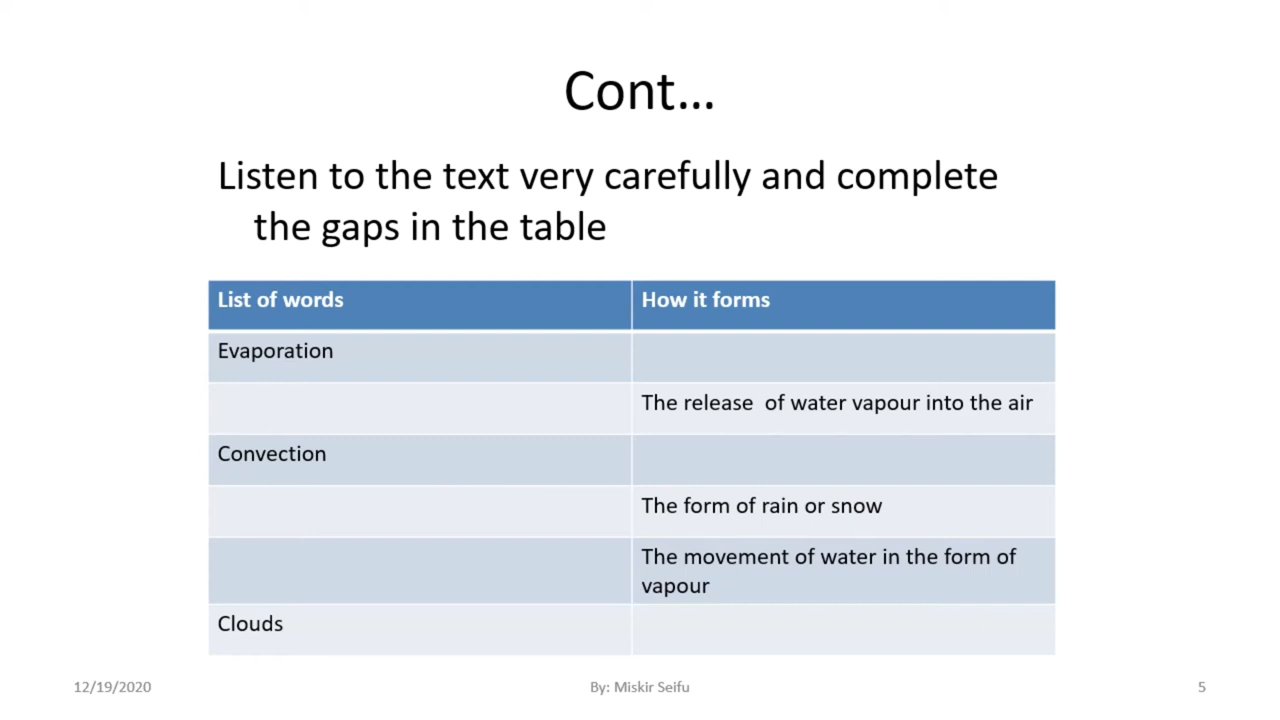 Cont…
Listen to the text very carefully and complete
the gaps in the table
List of words How it forms
Evaporation
The release  of water vapour into the air
Convection
The form of rain or snow
The movement of water in the form of
vapour
Clouds
12/19/2020 By: Miskir Seifu 5